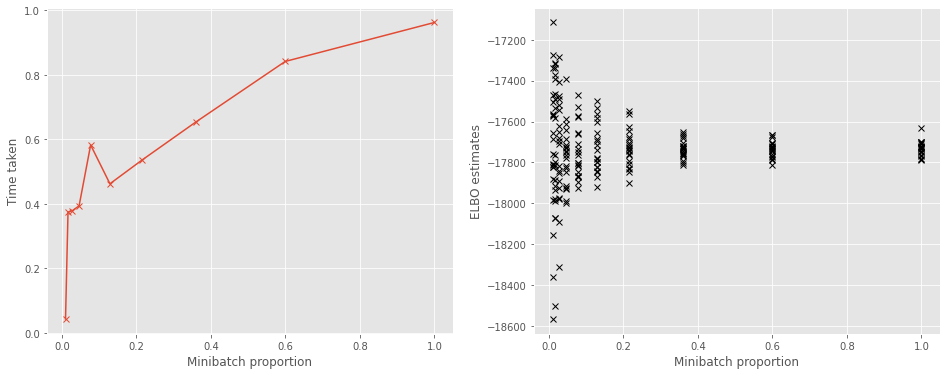 1.0
0.8
0.6
0.4
0.2
0.0
Time taken
0.0 0.2 0.4 0.6 0.8 1.0
Minibatch proportion
−17200
−17400
−17600
−17800
−18000
−18200
−18400
−18600
ELBO estimates
0.0 0.2 0.4 0.6 0.8 1.0
Minibatch proportion